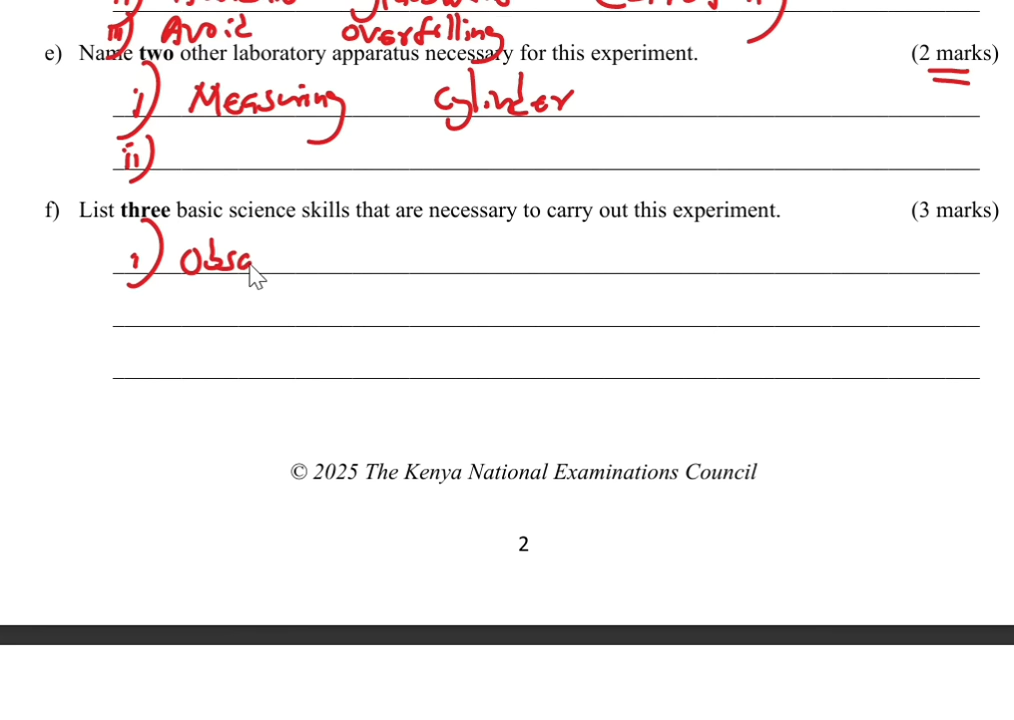 iii) Avoid overfilling
e) Name two other laboratory apparatus necessary for this experiment. (2 marks)
i) Measuring cylinder
ii)
f) List three basic science skills that are necessary to carry out this experiment. (3 marks)
i) Obse
© 2025 The Kenya National Examinations Council
2